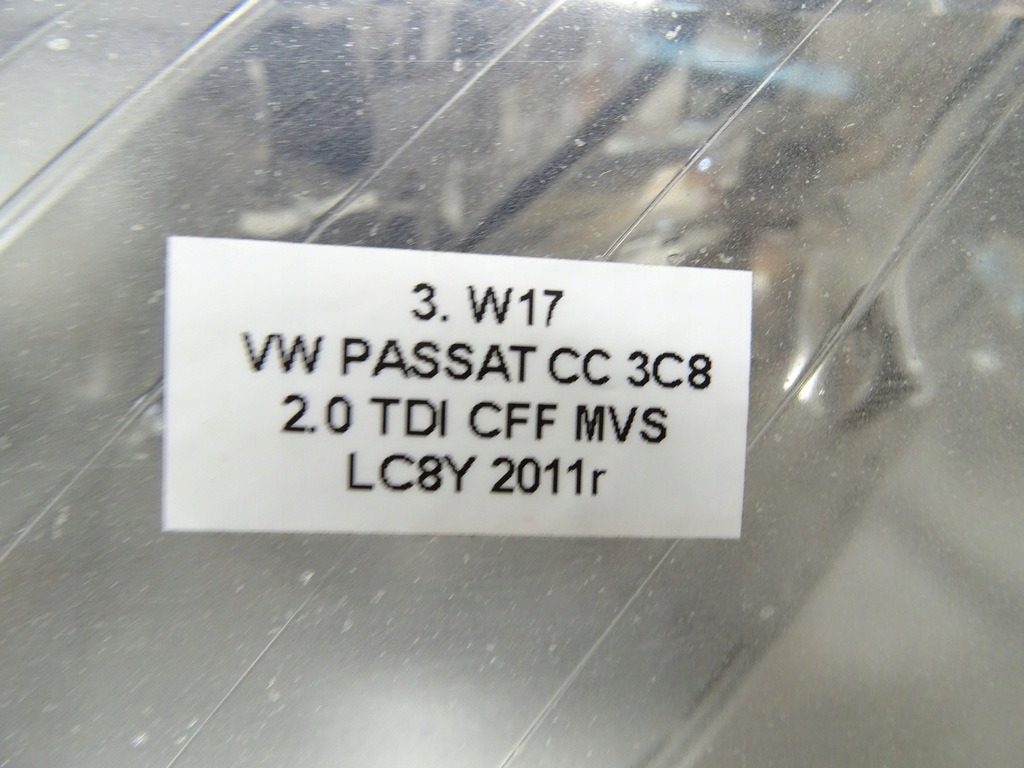 3. W17
VW PASSAT CC 3C8
2.0 TDI CFF MVS
LC8Y 2011r